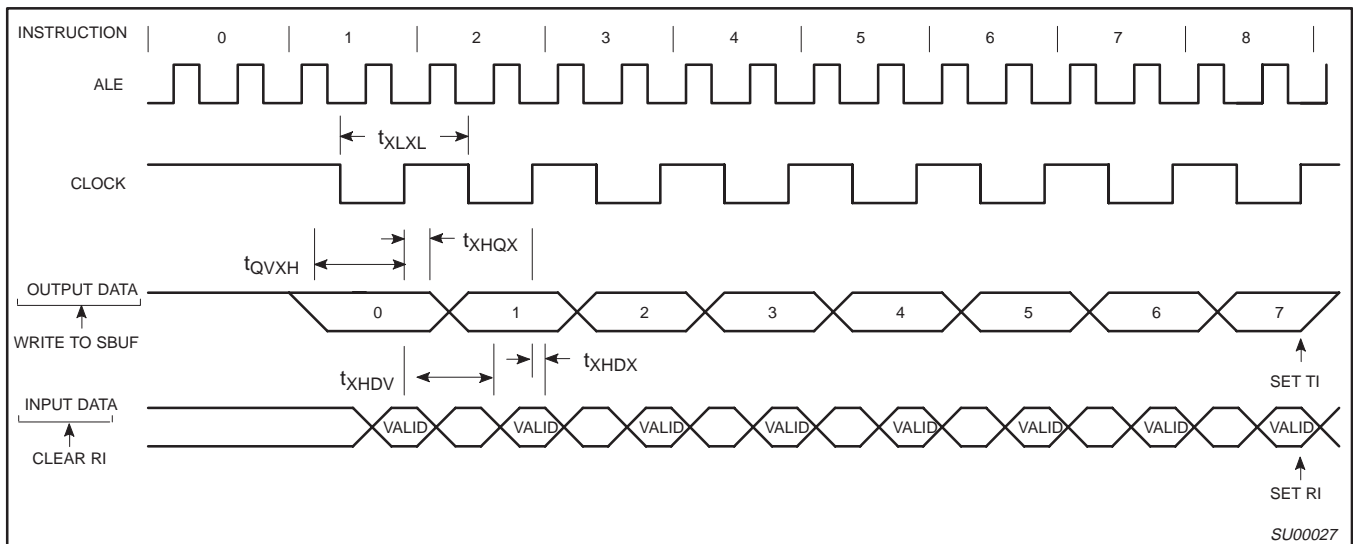 INSTRUCTION 0 1 2 3 4 5 6 7 8
ALE
tXLXL
CLOCK
tXHQX
tQVXH
OUTPUT DATA
0 1 2 3 4 5 6 7
WRITE TO SBUF
tXHDX
tXHDV
SET TI
INPUT DATA
VALID VALID VALID VALID VALID VALID VALID VALID
CLEAR RI
SET RI
SU00027